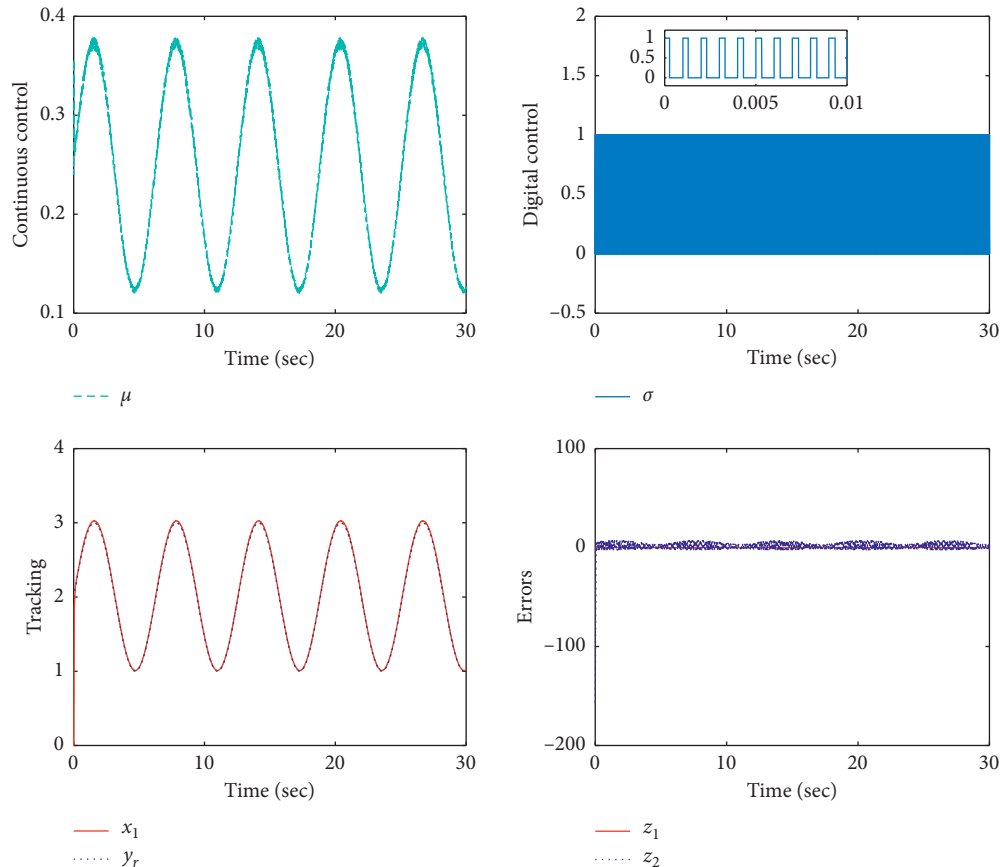 0.4
0.3
0.2
0.1
Continuous control
0
10
20
30
Time (sec)
μ
2
1.5
1
0.5
0
−0.5
Digital control
1
0.5
0
0
0.005
0.01
0
10
20
30
Time (sec)
σ
4
3
2
1
0
Tracking
0
10
20
30
Time (sec)
x1
yr
100
0
−100
−200
Errors
0
10
20
30
Time (sec)
z1
z2